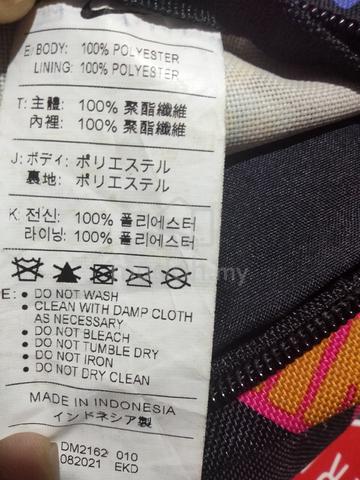 E: BODY: 100% POLYESTER
LINING: 100% POLYESTER
T: 主體: 100% 聚酯纖維
內裡: 100% 聚酯纖維
J: ボディ: ポリエステル
裏地: ポリエステル
K: 전신: 100% 폴리에스터
라이닝: 100% 폴리에스터
E: • DO NOT WASH
• CLEAN WITH DAMP CLOTH
AS NECESSARY
• DO NOT BLEACH
• DO NOT TUMBLE DRY
• DO NOT IRON
• DO NOT DRY CLEAN
MADE IN INDONESIA
インドネシア製
DM2162 010
082021 EKD